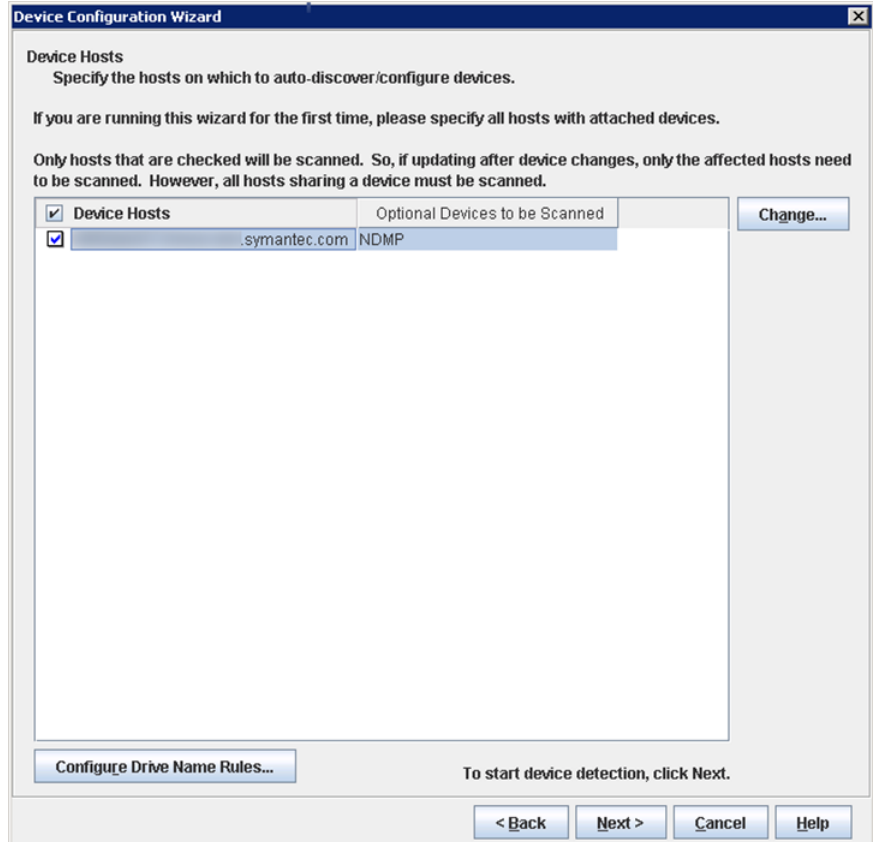 Device Configuration Wizard
Device Hosts
Specify the hosts on which to auto-discover/configure devices.
If you are running this wizard for the first time, please specify all hosts with attached devices.
Only hosts that are checked will be scanned. So, if updating after device changes, only the affected hosts need
to be scanned. However, all hosts sharing a device must be scanned.
Device Hosts Optional Devices to be Scanned Change...
.symantec.com NDMP
Configure Drive Name Rules...
To start device detection, click Next.
< Back Next > Cancel Help